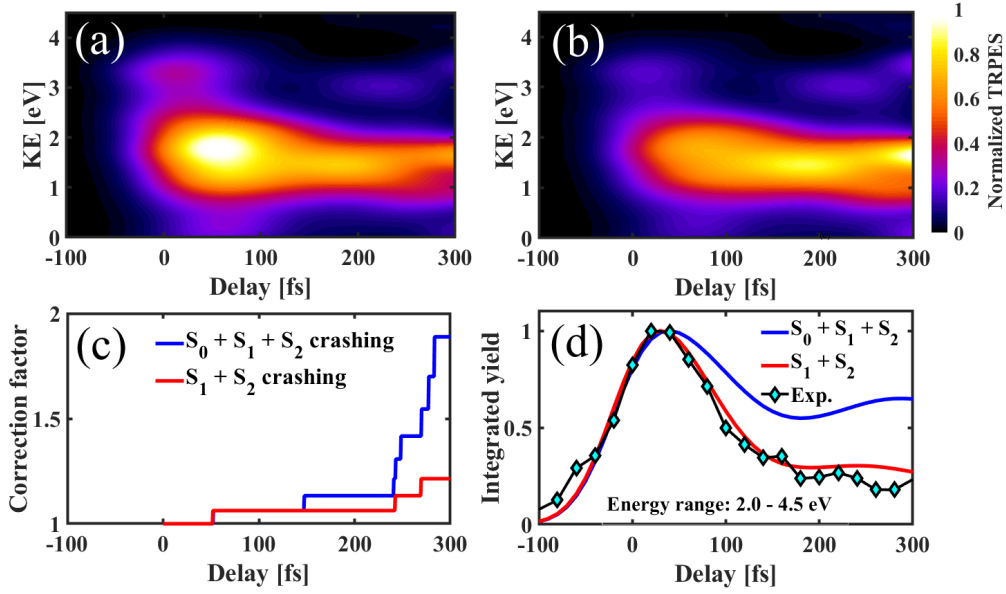 (a)
KE [eV]
4
3
2
1
0
-100 0 100 200 300
Delay [fs]
(b)
KE [eV]
4
3
2
1
0
-100 0 100 200 300
Delay [fs]
1
0.8
0.6
0.4
0.2
0
Normalized TRPES
(c)
Correction factor
2
1.5
1
S₀ + S₁ + S₂ crashing
S₁ + S₂ crashing
-100 0 100 200 300
Delay [fs]
(d)
Integrated yield
1
0.5
0
S₀ + S₁ + S₂
S₁ + S₂
Exp.
Energy range: 2.0 - 4.5 eV
-100 0 100 200 300
Delay [fs]